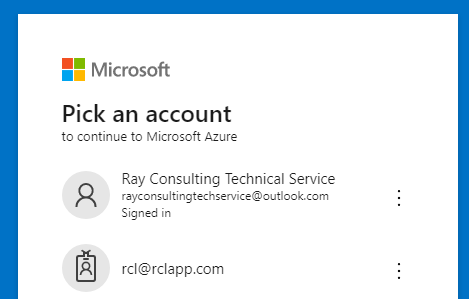 Microsoft
Pick an account
to continue to Microsoft Azure
Ray Consulting Technical Service
rayconsultingtechservice@outlook.com
Signed in
rcl@rclapp.com